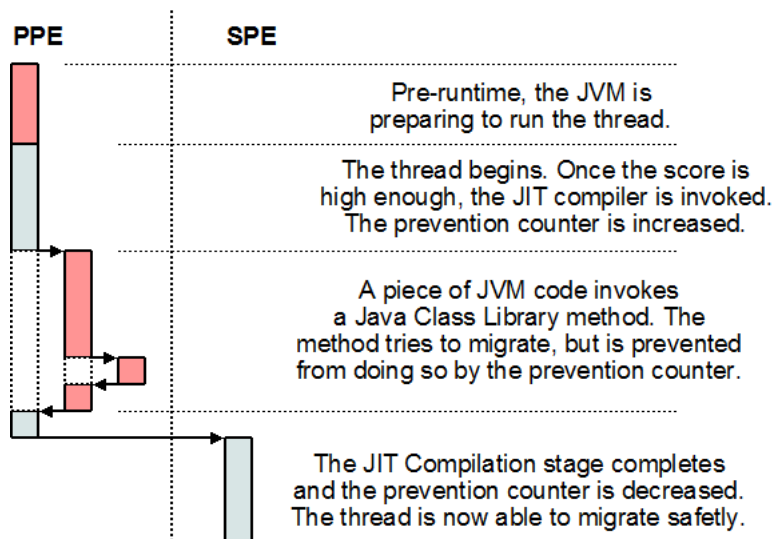 PPE
SPE
Pre-runtime, the JVM is
preparing to run the thread.
The thread begins. Once the score is
high enough, the JIT compiler is invoked.
The prevention counter is increased.
A piece of JVM code invokes
a Java Class Library method. The
method tries to migrate, but is prevented
from doing so by the prevention counter.
The JIT Compilation stage completes
and the prevention counter is decreased.
The thread is now able to migrate safetly.